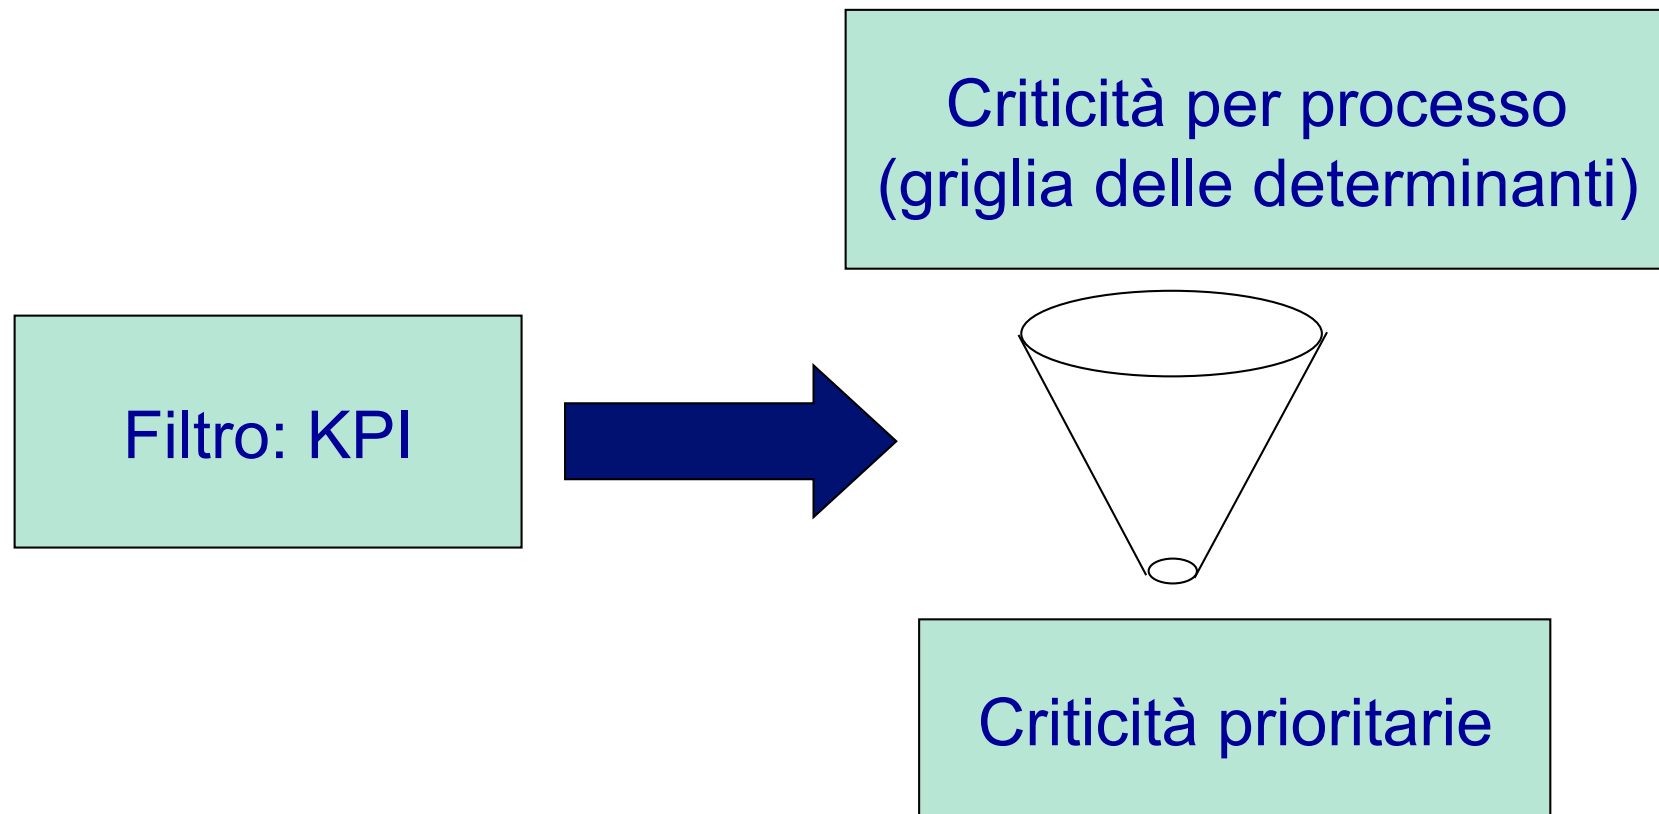 Criticità per processo
(griglia delle determinanti)
Filtro: KPI
Criticità prioritarie